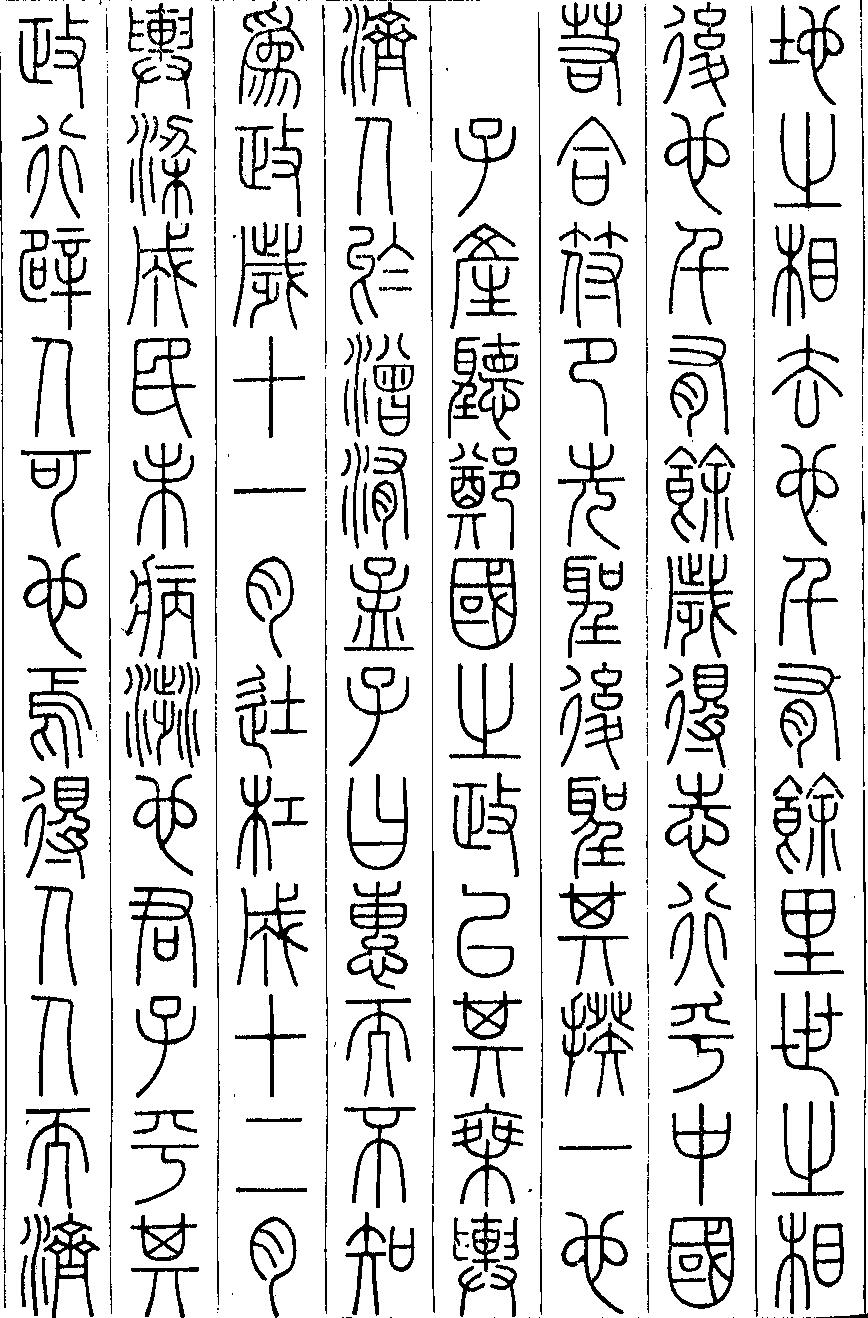 地之相去也千有餘里世之相
後也千有餘歲得志行乎中國
若合符卪先聖後聖其揆一也
子產聽鄭國之政以其乘輿
濟人於潧洧孟子曰惠而不知
爲政歲十一月徒杠成十二月
輿梁成民未病涉也君子平其
政行辟人可也焉得人人而濟